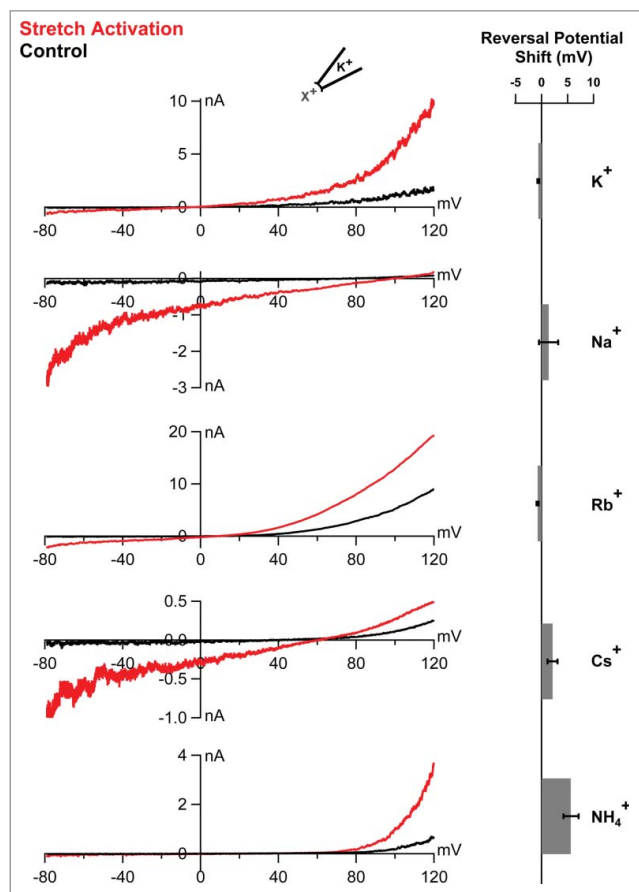 Stretch Activation
Control
Reversal Potential
Shift (mV)
-5 0 5 10
K⁺
X⁺
nA
10
5
0
mV
-80 -40 0 40 80 120
K⁺
0
mV
-80 -40 0 40 80 120
-1
-2
-3
nA
Na⁺
20
nA
10
0
mV
-80 -40 0 40 80 120
Rb⁺
0.5
0.0
mV
-80 -40 0 40 80 120
-0.5
-1.0
nA
Cs⁺
4
nA
2
0
mV
-80 -40 0 40 80 120
NH₄⁺